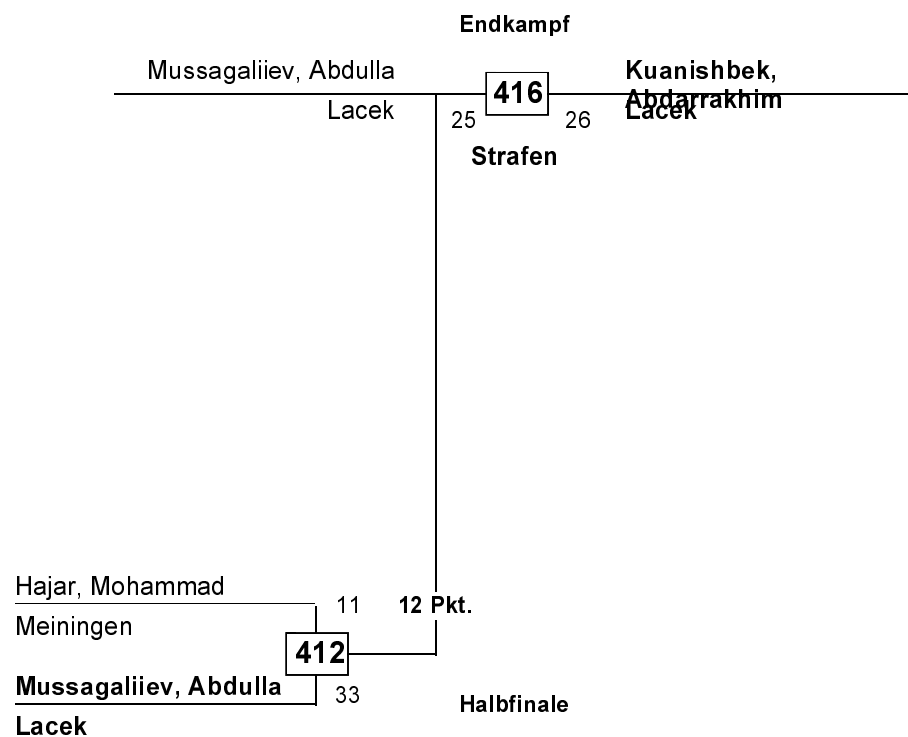 Endkampf
Mussagaliiev, Abdulla
416
Kuanishbek,
Abdarrakhim
Lacek
25
26
Lacek
Strafen
Hajar, Mohammad
11
12 Pkt.
Meiningen
412
Mussagaliiev, Abdulla
33
Halbfinale
Lacek